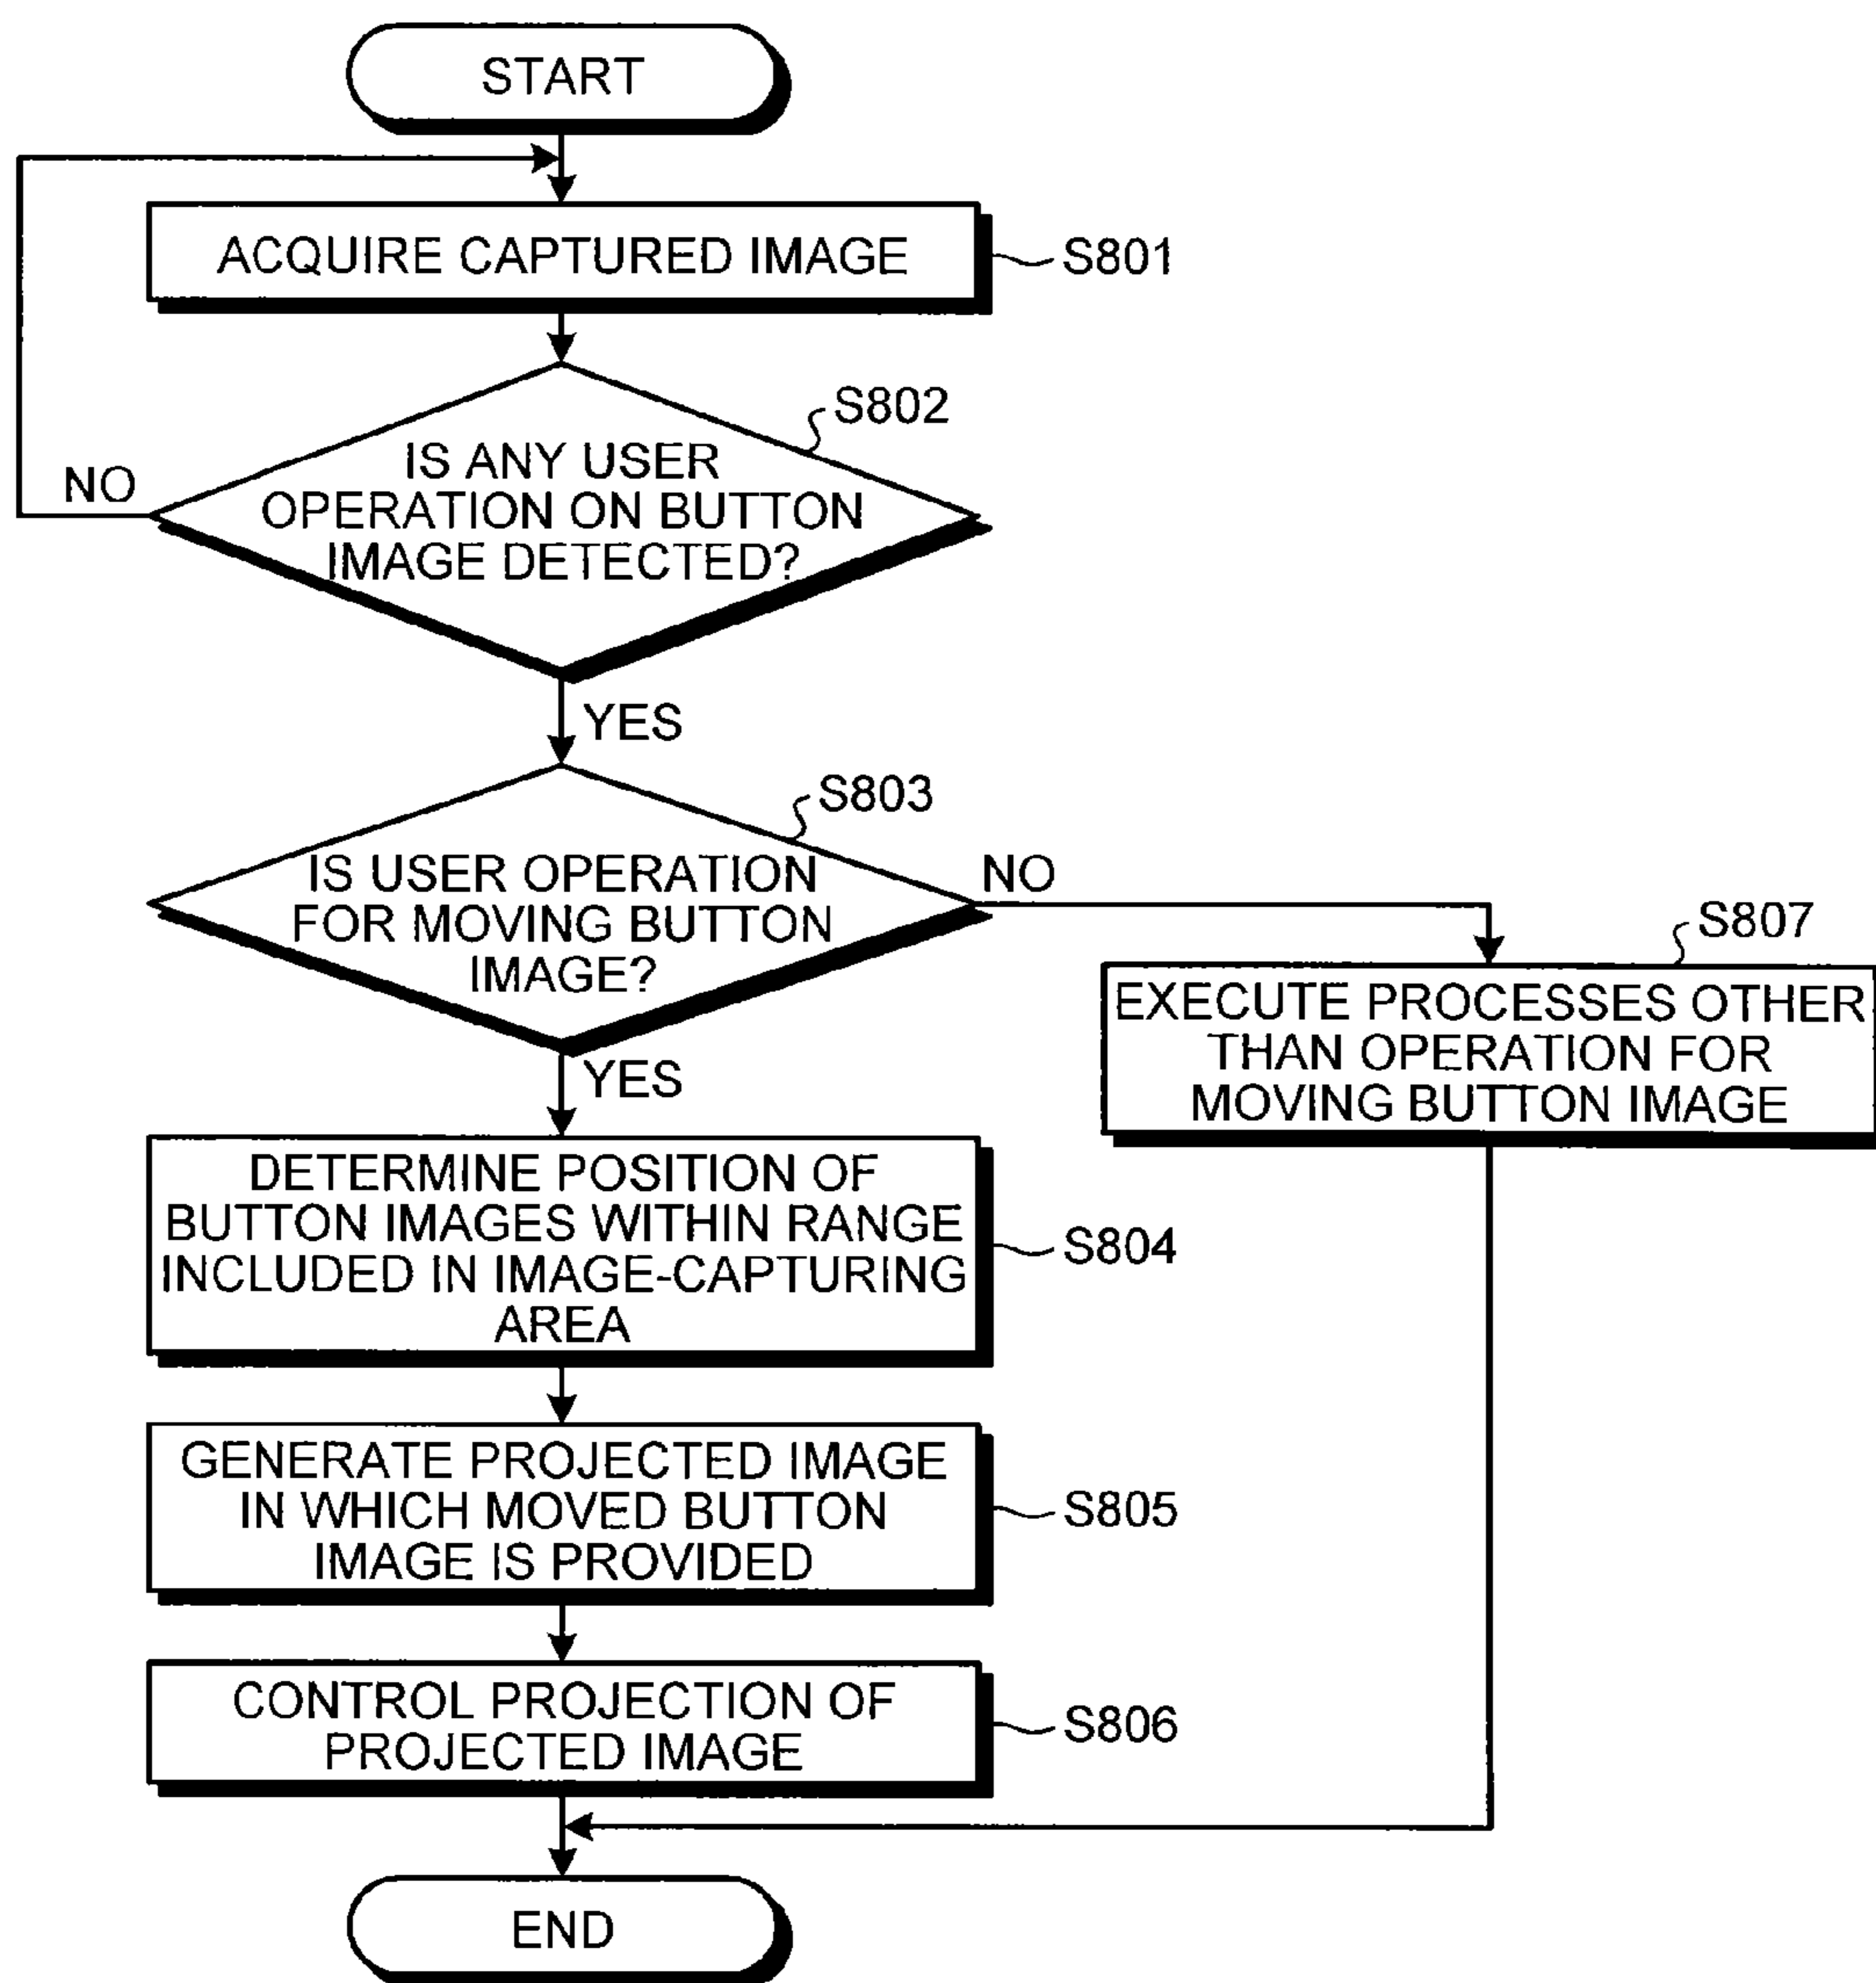 START
ACQUIRE CAPTURED IMAGE
S801
S802
IS ANY USER
OPERATION ON BUTTON
IMAGE DETECTED?
NO
YES
S803
IS USER OPERATION
FOR MOVING BUTTON
IMAGE?
NO
YES
S807
EXECUTE PROCESSES OTHER
THAN OPERATION FOR
MOVING BUTTON IMAGE
DETERMINE POSITION OF
BUTTON IMAGES WITHIN RANGE
INCLUDED IN IMAGE-CAPTURING
AREA
S804
GENERATE PROJECTED IMAGE
IN WHICH MOVED BUTTON
IMAGE IS PROVIDED
S805
CONTROL PROJECTION OF
PROJECTED IMAGE
S806
END